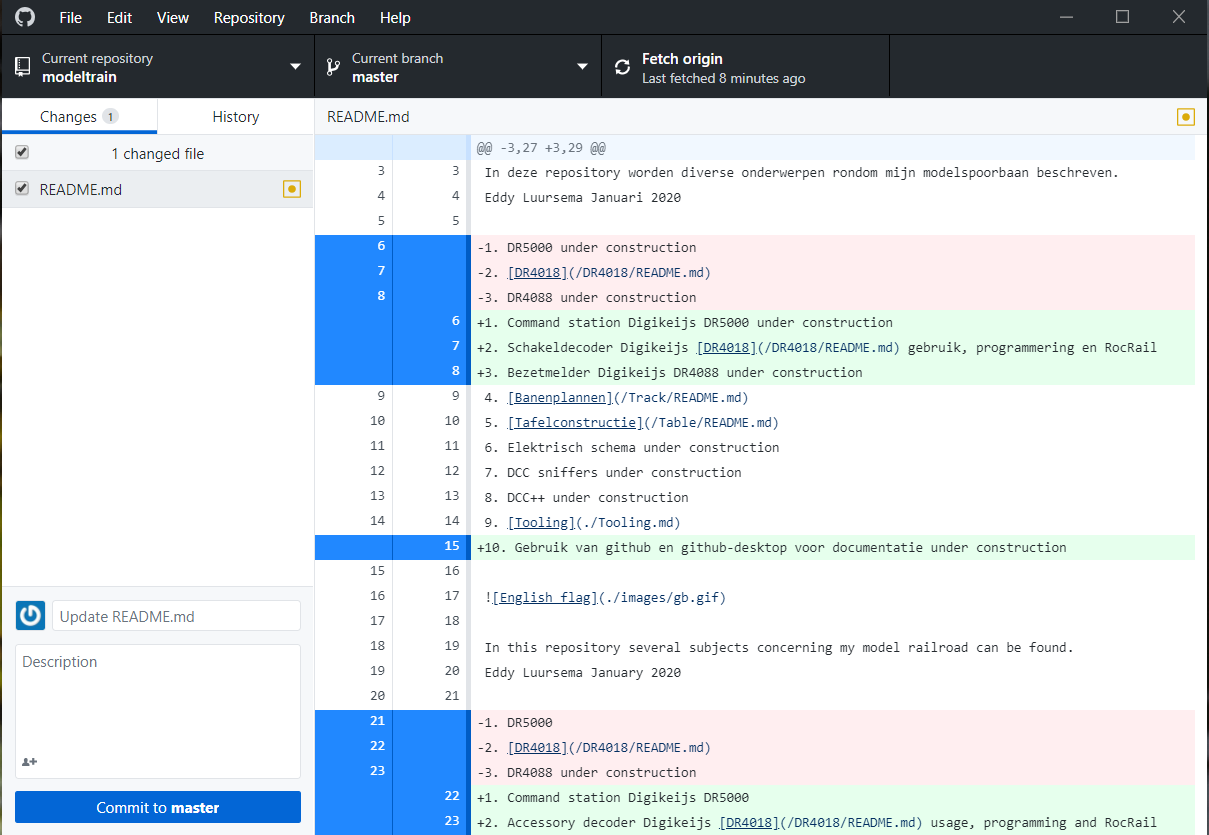 File Edit View Repository Branch Help
Current repository
modeltrain
Current branch
master
Fetch origin
Last fetched 8 minutes ago
Changes 1
History
1 changed file
README.md
Update README.md
Description
Commit to master
README.md
@@ -3,27 +3,29 @@
3 3 In deze repository worden diverse onderwerpen rondom mijn modelspoorbaan beschreven.
4 4 Eddy Luursema Januari 2020
5 5
6 -1. DR5000 under construction
7 -2. [DR4018](/DR4018/README.md)
8 -3. DR4088 under construction
6 +1. Command station Digikeijs DR5000 under construction
7 +2. Schakeldecoder Digikeijs [DR4018](/DR4018/README.md) gebruik, programmering en RocRail
8 +3. Bezetmelder Digikeijs DR4088 under construction
9 9 4. [Banenplannen](/Track/README.md)
10 10 5. [Tafelconstructie](/Table/README.md)
11 11 6. Elektrisch schema under construction
12 12 7. DCC sniffers under construction
13 13 8. DCC++ under construction
14 14 9. [Tooling](./Tooling.md)
15 +10. Gebruik van github en github-desktop voor documentatie under construction
15 16
16 17 ![English flag](./images/gb.gif)
17 18
18 19 In this repository several subjects concerning my model railroad can be found.
19 20 Eddy Luursema January 2020
20 21
21 -1. DR5000
22 -2. [DR4018](/DR4018/README.md)
23 -3. DR4088 under construction
22 +1. Command station Digikeijs DR5000
23 +2. Accessory decoder Digikeijs [DR4018](/DR4018/README.md) usage, programming and RocRail